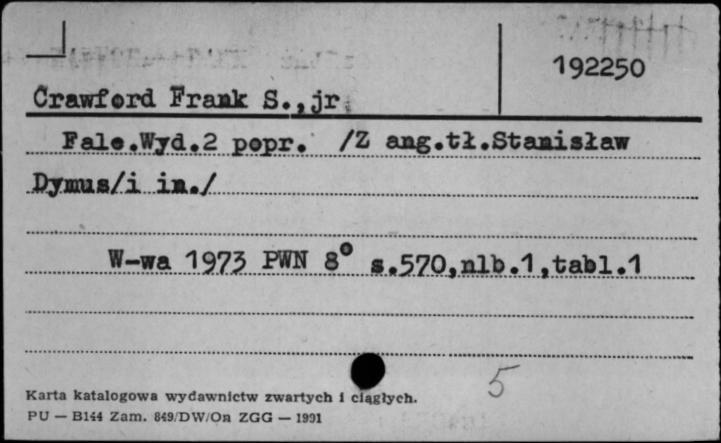 192250
Crawford Frank S.,jr
Fale.Wyd.2 popr. /Z ang.tł.Stanisław
Dymus/i in./
W-wa 1973 PWN 8° s.570,nlb.1,tabl.1
5
Karta katalogowa wydawnictw zwartych i ciągłych.
PU — B144 Zam. 849/DW/On ZGG — 1991